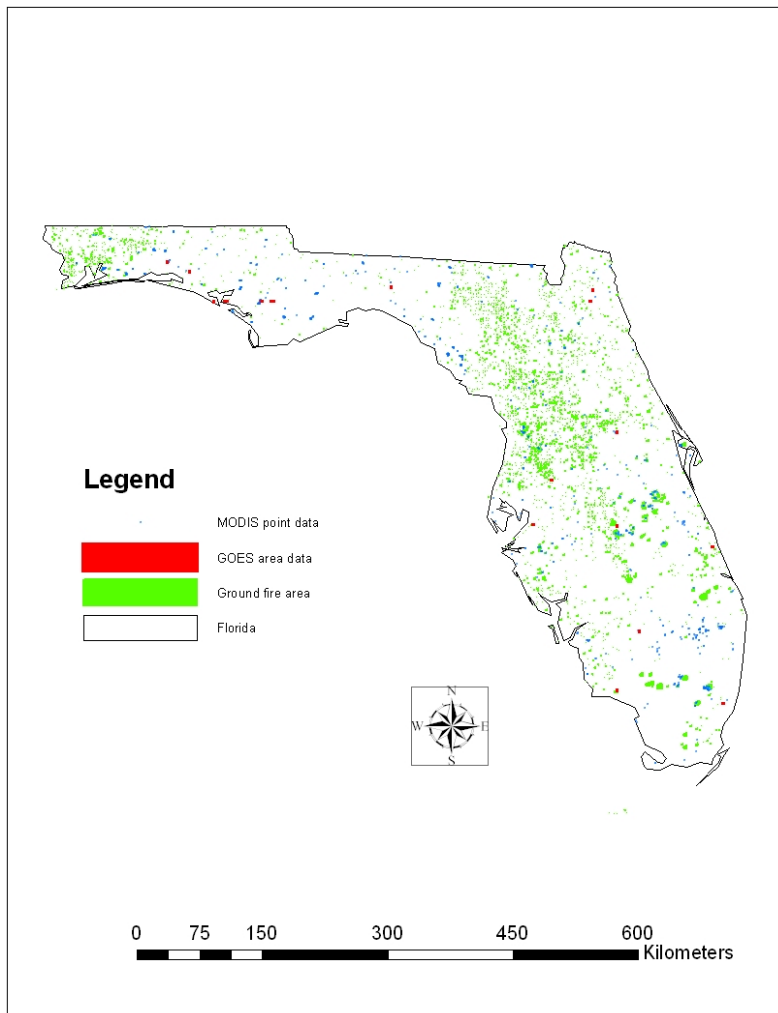 Legend
MODIS point data
GOES area data
Ground fire area
Florida
N
W E
S
0 75 150 300 450 600
Kilometers